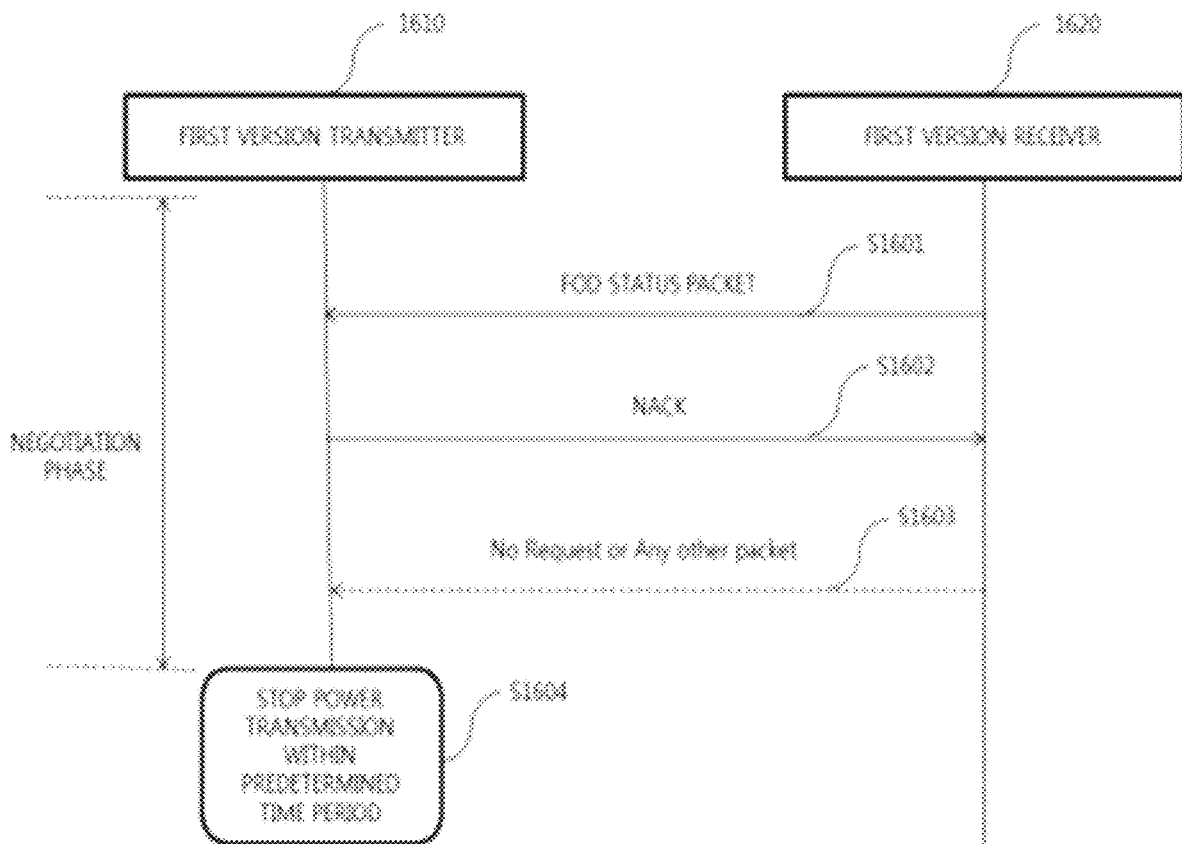 1610
1620
FIRST VERSION TRANSMITTER
FIRST VERSION RECEIVER
S1601
FOD STATUS PACKET
S1602
NACK
NEGOTIATION
PHASE
S1603
No Request or Any other packet
STOP POWER
TRANSMISSION
WITHIN
PREDETERMINED
TIME PERIOD
S1604